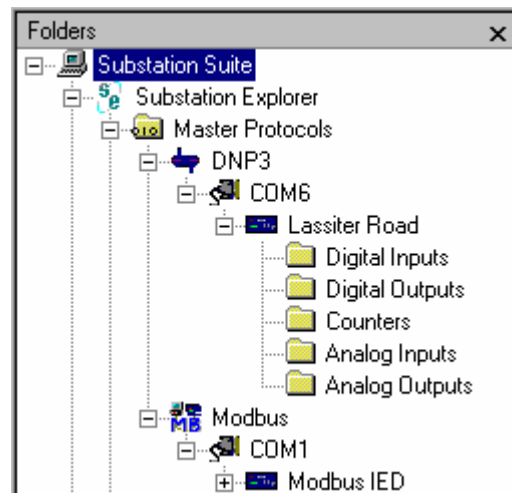 Folders
Substation Suite
Substation Explorer
Master Protocols
DNP3
COM6
Lassiter Road
Digital Inputs
Digital Outputs
Counters
Analog Inputs
Analog Outputs
Modbus
COM1
Modbus IED